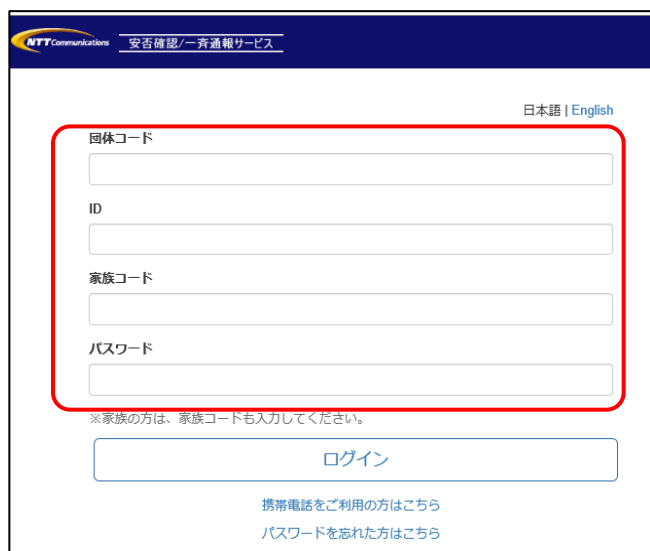 NTT Communications 安否確認/一斉通報サービス
日本語 | English
団体コード
ID
家族コード
パスワード
※家族の方は、家族コードも入力してください。
ログイン
携帯電話をご利用の方はこちら
パスワードを忘れた方はこちら